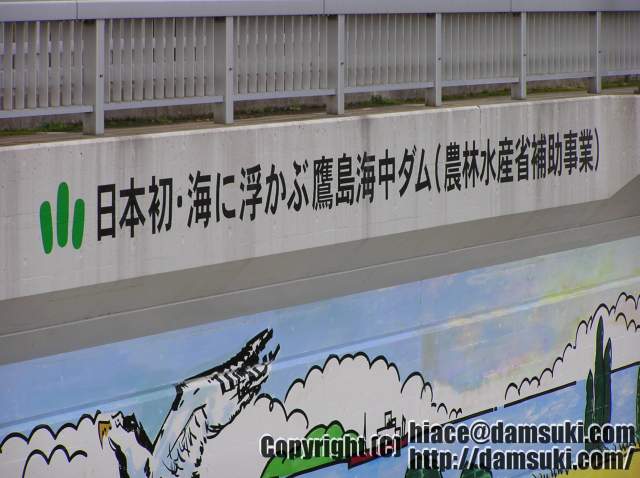 日本初・海に浮かぶ鷹島海中ダム(農林水産省補助事業)
Copyright (c) hiace@damsuki.com
http://damsuki.com/